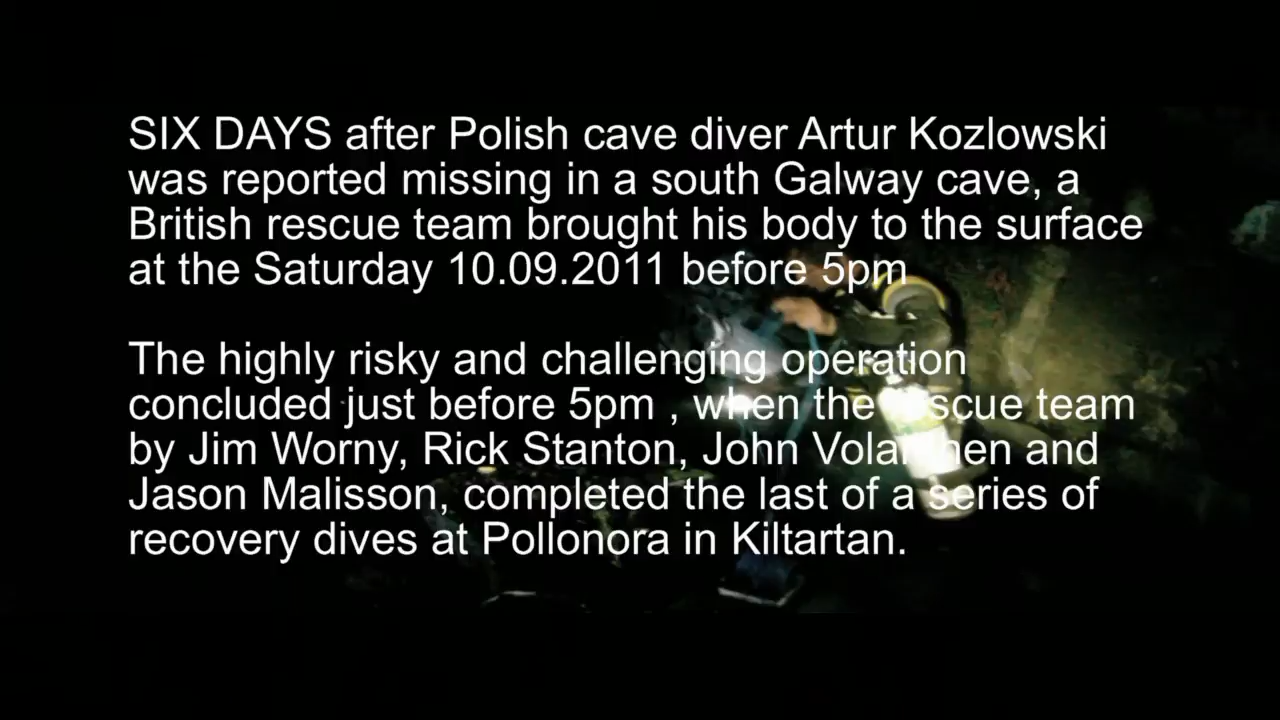 SIX DAYS after Polish cave diver Artur Kozlowski
was reported missing in a south Galway cave, a
British rescue team brought his body to the surface
at the Saturday 10.09.2011 before 5pm
The highly risky and challenging operation
concluded just before 5pm , when the rescue team
by Jim Worny, Rick Stanton, John Volanthen and
Jason Malisson, completed the last of a series of
recovery dives at Pollonora in Kiltartan.